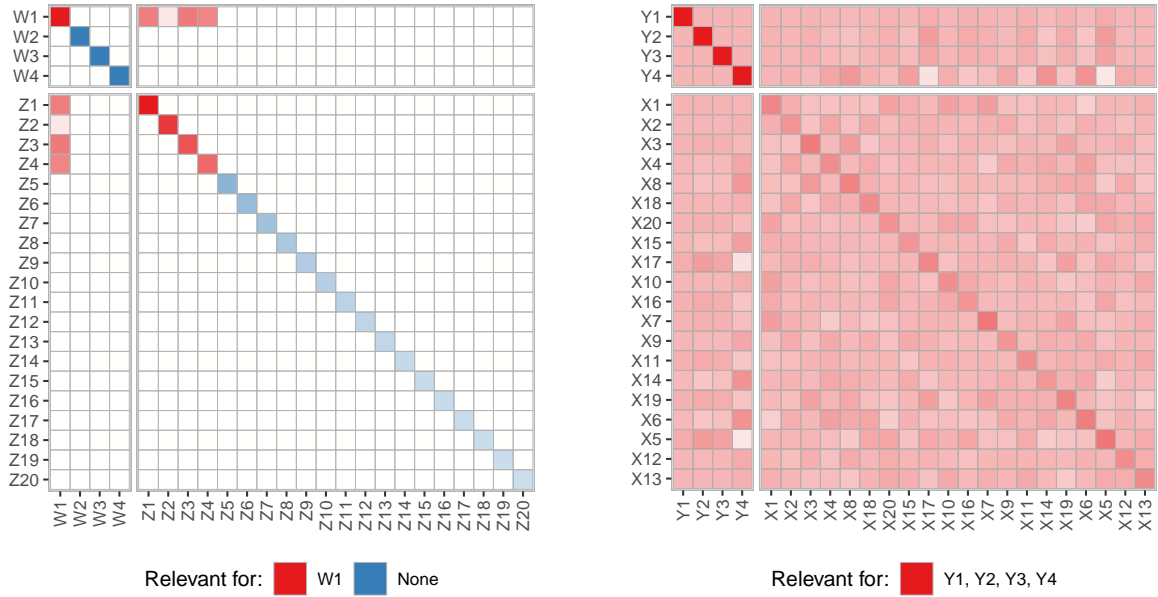 W1
W2
W3
W4
Z1
Z2
Z3
Z4
Z5
Z6
Z7
Z8
Z9
Z10
Z11
Z12
Z13
Z14
Z15
Z16
Z17
Z18
Z19
Z20
W1 W2 W3 W4 Z1 Z2 Z3 Z4 Z5 Z6 Z7 Z8 Z9 Z10 Z11 Z12 Z13 Z14 Z15 Z16 Z17 Z18 Z19 Z20
Relevant for: W1 None
Y1
Y2
Y3
Y4
X1
X2
X3
X4
X8
X18
X20
X15
X17
X10
X16
X7
X9
X11
X14
X19
X6
X5
X12
X13
Y1 Y2 Y3 Y4 X1 X2 X3 X4 X8 X18 X20 X15 X17 X10 X16 X7 X9 X11 X14 X19 X6 X5 X12 X13
Relevant for: Y1, Y2, Y3, Y4